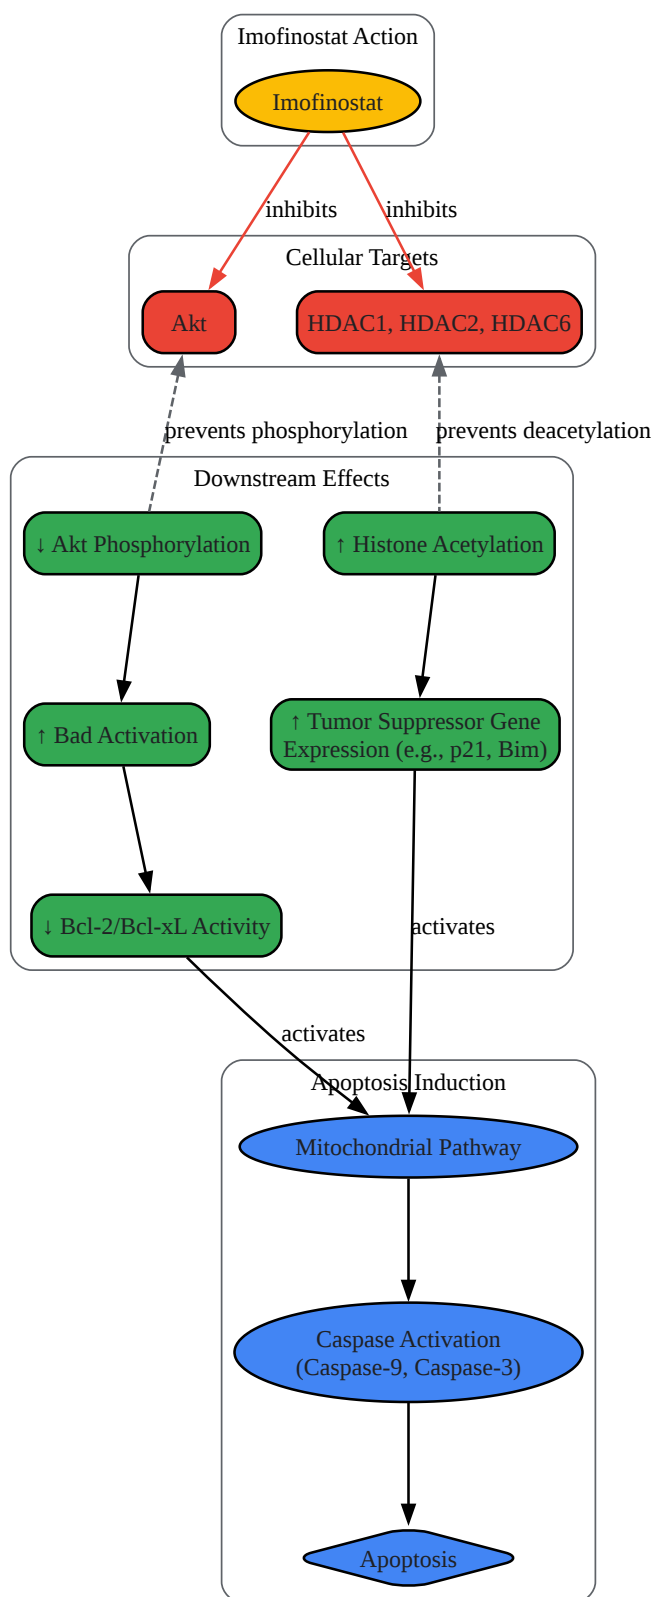 Imofinostat Action
Imofinostat
inhibits
inhibits
Cellular Targets
Akt
HDAC1, HDAC2, HDAC6
prevents phosphorylation
prevents deacetylation
Downstream Effects
↓ Akt Phosphorylation
↑ Histone Acetylation
↑ Bad Activation
↑ Tumor Suppressor Gene
Expression (e.g., p21, Bim)
↓ Bcl-2/Bcl-xL Activity
activates
activates
Apoptosis Induction
Mitochondrial Pathway
Caspase Activation
(Caspase-9, Caspase-3)
Apoptosis